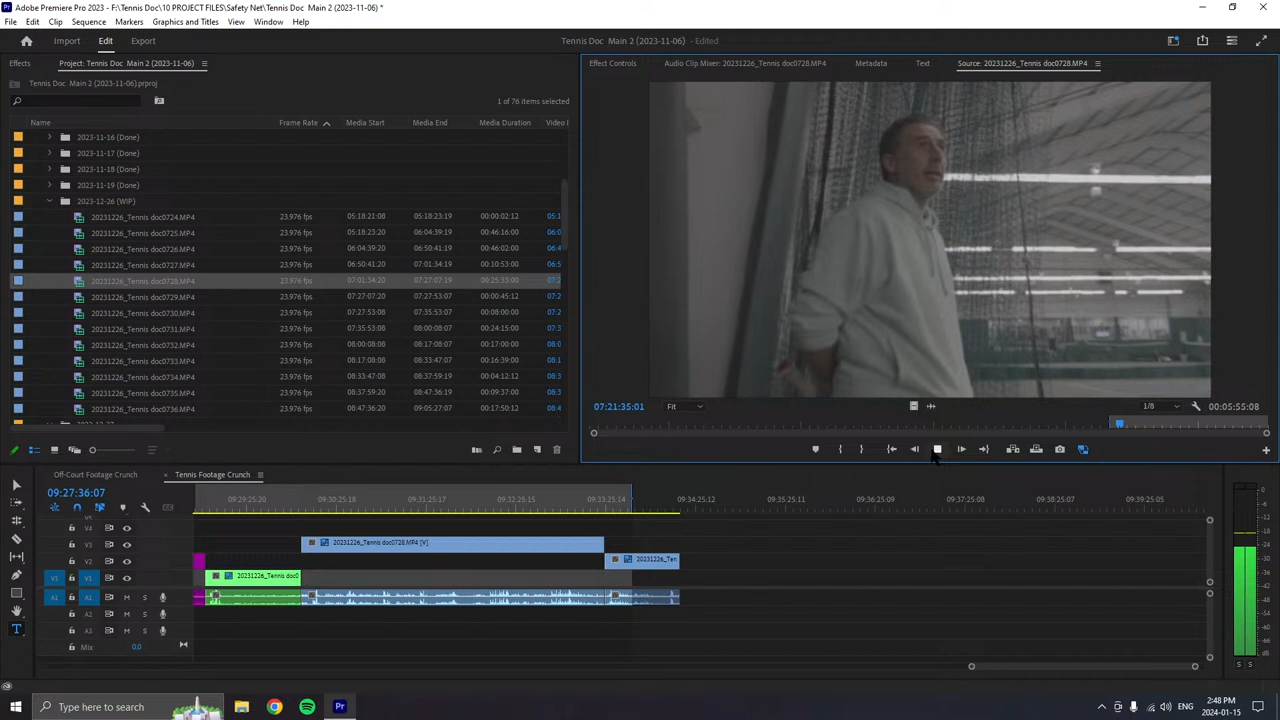 Adobe Premiere Pro 2023 - F:\Tennis Doc\10 PROJECT FILES\Safety Net\Tennis Doc Main 2 (2023-11-06) *
File Edit Clip Sequence Markers Graphics and Titles View Window Help
Import Edit Export Tennis Doc Main 2 (2023-11-06) - Edited
Effects Project: Tennis Doc Main 2 (2023-11-06) Effect Controls Audio Clip Mixer: 20231226_Tennis doc0728.MP4 Metadata Text Source: 20231226_Tennis doc0728.MP4
Tennis Doc Main 2 (2023-11-06).prproj
1 of 76 items selected
Name Frame Rate Media Start Media End Media Duration Video I
2023-11-16 (Done)
2023-11-17 (Done)
2023-11-18 (Done)
2023-11-19 (Done)
2023-12-26 (WIP)
20231226_Tennis doc0724.MP4 23.976 fps 05:18:21:08 05:18:23:19 00:00:02:12 05:1
20231226_Tennis doc0725.MP4 23.976 fps 05:18:23:20 06:04:39:19 00:46:16:00 06:0
20231226_Tennis doc0726.MP4 23.976 fps 06:04:39:20 06:50:41:19 00:46:02:00 06:
20231226_Tennis doc0727.MP4 23.976 fps 06:50:41:20 07:01:34:19 00:10:53:00 06:5
20231226_Tennis doc0728.MP4 23.976 fps 07:01:34:20 07:27:07:19 00:25:33:00 07:2
20231226_Tennis doc0729.MP4 23.976 fps 07:27:07:20 07:27:53:07 00:00:45:12 07:2
20231226_Tennis doc0730.MP4 23.976 fps 07:27:53:08 07:35:53:07 00:08:00:00 07:2
20231226_Tennis doc0731.MP4 23.976 fps 07:35:53:08 08:00:08:07 00:24:15:00 07:3
20231226_Tennis doc0732.MP4 23.976 fps 08:00:08:08 08:17:08:07 00:17:00:00 08:0
20231226_Tennis doc0733.MP4 23.976 fps 08:17:08:08 08:33:47:07 00:16:39:00 08:1
20231226_Tennis doc0734.MP4 23.976 fps 08:33:47:08 08:37:59:19 00:04:12:12 08:3
20231226_Tennis doc0735.MP4 23.976 fps 08:37:59:20 08:47:36:19 00:09:37:00 08:4
20231226_Tennis doc0736.MP4 23.976 fps 08:47:36:20 09:05:27:07 00:17:50:12 08:4
07:21:35:01 Fit 1/8 00:05:55:08
Off-Court Footage Crunch Tennis Footage Crunch
09:27:36:07
09:29:25:20 09:30:25:18 09:31:25:17 09:32:25:15 09:33:25:14 09:34:25:12 09:35:25:11 09:36:25:09 09:37:25:08 09:38:25:07 09:39:25:05
V4
V3 20231226_Tennis doc0728.MP4 [V]
V2 20231226_Ten
V1 V1 20231226_Tennis doc0
A1 A1 M S
A2 M S
A3 M S
Mix 0.0
0
-6
-12
-18
-24
-30
-36
-42
-48
-54
dB
S S
Type here to search
ENG 2:48 PM
2024-01-15